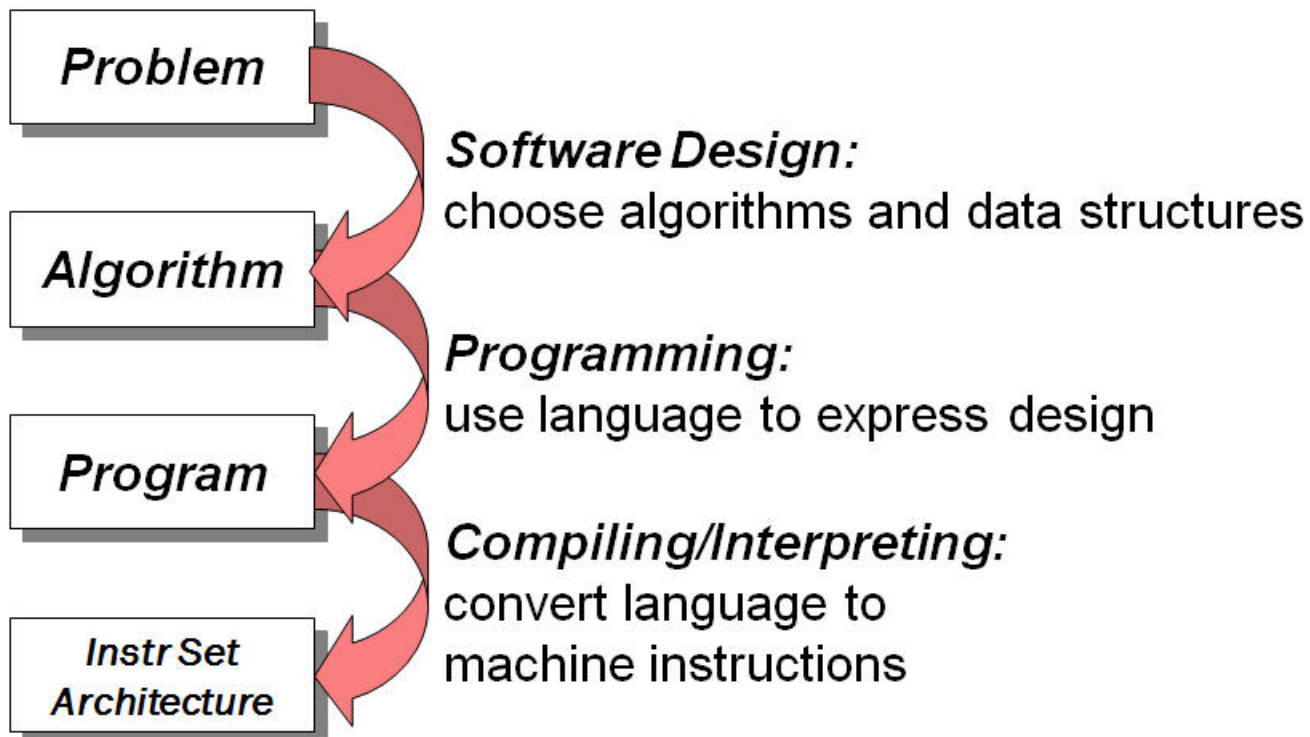 Problem
Software Design:
choose algorithms and data structures
Algorithm
Programming:
use language to express design
Program
Compiling/Interpreting:
convert language to
machine instructions
Instr Set
Architecture